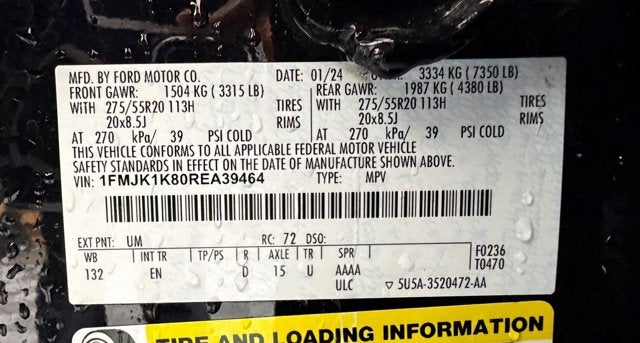 MFD. BY FORD MOTOR CO. DATE: 01/24 3334 KG (7350 LB)
FRONT GAWR: 1504 KG (3315 LB) REAR GAWR: 1987 KG (4380 LB)
WITH 275/55R20 113H TIRES WITH 275/55R20 113H TIRES
20x8.5J RIMS 20x8.5J RIMS
AT 270 kPa/ 39 PSI COLD AT 270 kPa/ 39 PSI COLD
THIS VEHICLE CONFORMS TO ALL APPLICABLE FEDERAL MOTOR VEHICLE
SAFETY STANDARDS IN EFFECT ON THE DATE OF MANUFACTURE SHOWN ABOVE.
VIN: 1FMJK1K80REA39464 TYPE: MPV
EXT PNT: UM RC: 72 DSO:
WB INT TR TP/PS R AXLE TR SPR F0236
132 EN D 15 U AAAA T0470
ULC ▽ 5U5A-3520472-AA
TIRE AND LOADING INFORMATION